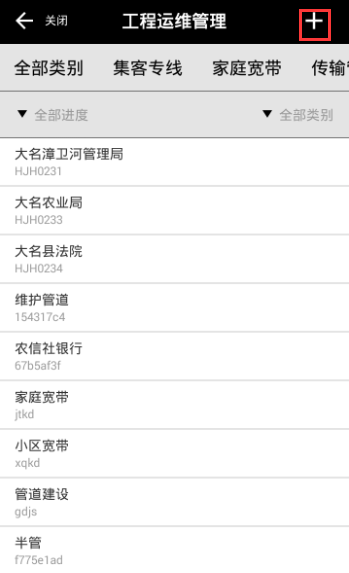 关闭 工程运维管理
全部类别 集客专线 家庭宽带 传输
▼ 全部进度 ▼ 全部类别
大名漳卫河管理局
HJH0231
大名农业局
HJH0233
大名县法院
HJH0234
维护管道
154317c4
农信社银行
67b5af3f
家庭宽带
jtkd
小区宽带
xqkd
管道建设
gdjs
半管
f775e1ad